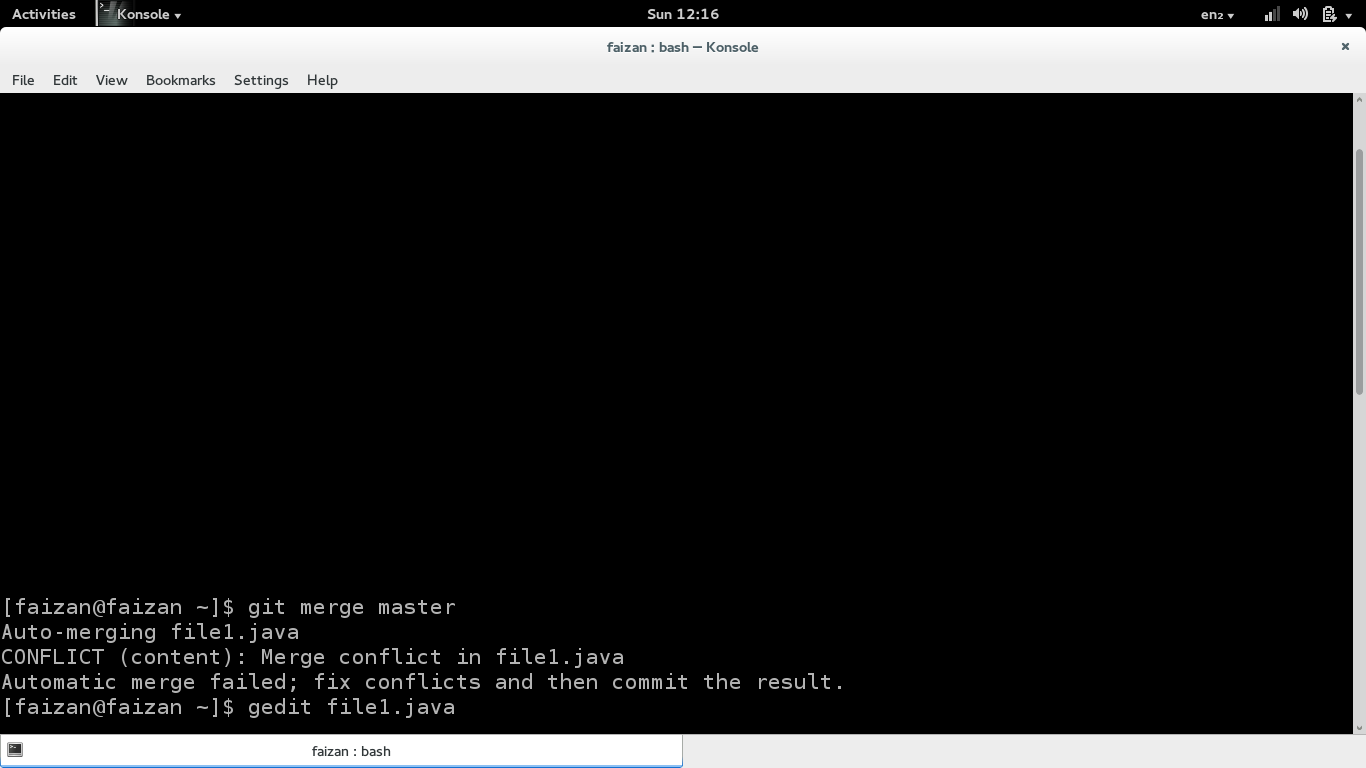 Activities Konsole Sun 12:16 en₂
faizan : bash — Konsole
File Edit View Bookmarks Settings Help
[faizan@faizan ~]$ git merge master
Auto-merging file1.java
CONFLICT (content): Merge conflict in file1.java
Automatic merge failed; fix conflicts and then commit the result.
[faizan@faizan ~]$ gedit file1.java
faizan : bash